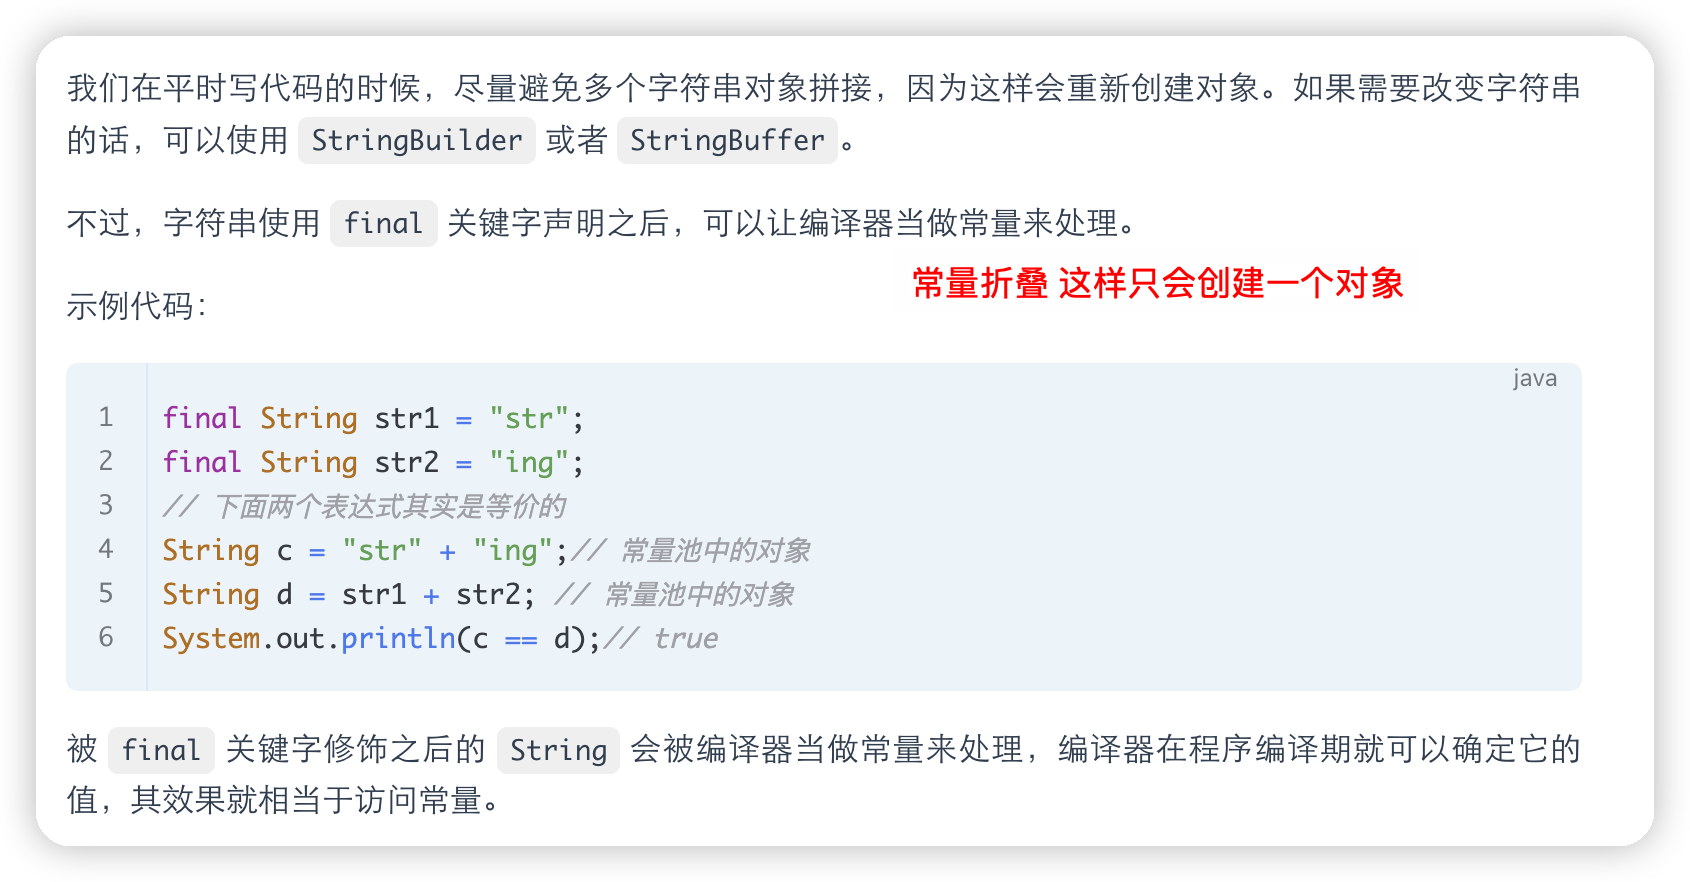 我们在平时写代码的时候，尽量避免多个字符串对象拼接，因为这样会重新创建对象。如果需要改变字符串
的话，可以使用 StringBuilder 或者 StringBuffer 。
不过，字符串使用 final 关键字声明之后，可以让编译器当做常量来处理。
常量折叠 这样只会创建一个对象
示例代码：
java
1 final String str1 = "str";
2 final String str2 = "ing";
3 // 下面两个表达式其实是等价的
4 String c = "str" + "ing";// 常量池中的对象
5 String d = str1 + str2; // 常量池中的对象
6 System.out.println(c == d);// true
被 final 关键字修饰之后的 String 会被编译器当做常量来处理，编译器在程序编译期就可以确定它的
值，其效果就相当于访问常量。